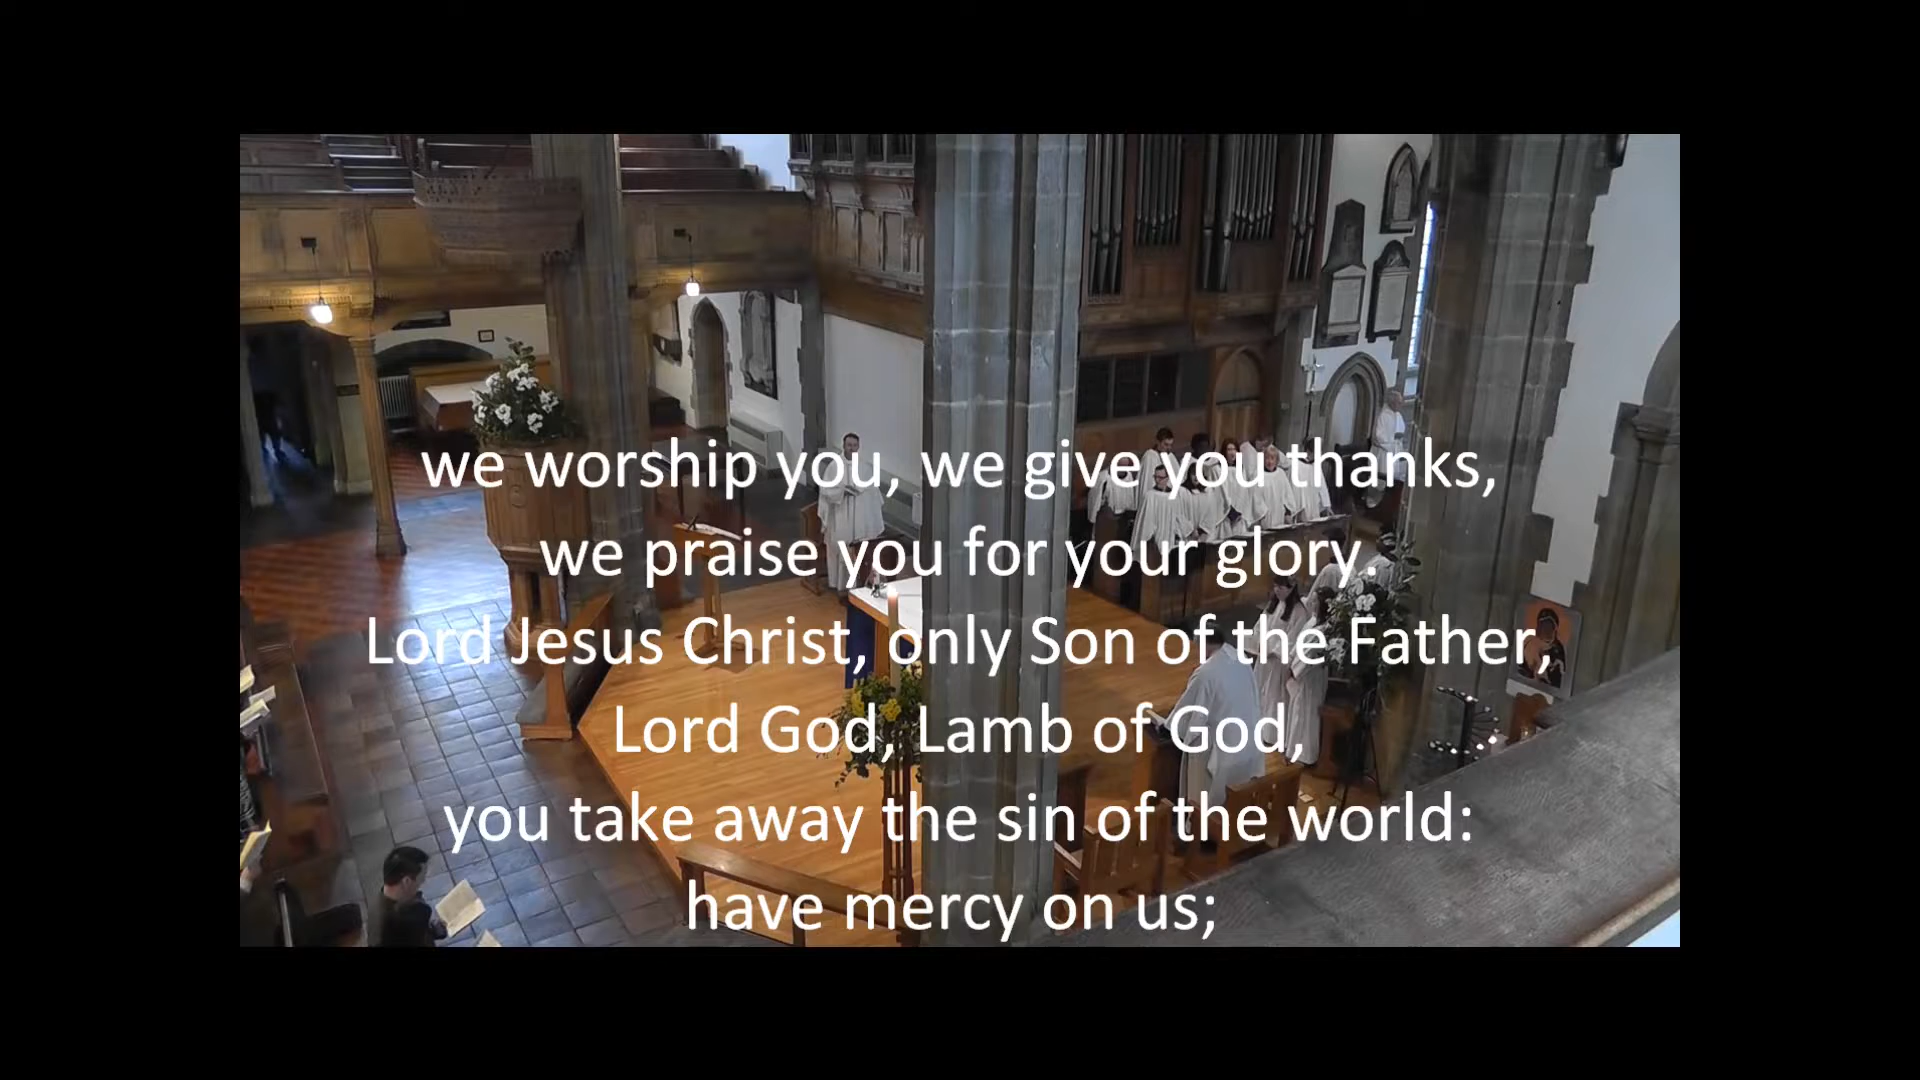 we worship you, we give you thanks,
we praise you for your glory.
Lord Jesus Christ, only Son of the Father,
Lord God, Lamb of God,
you take away the sin of the world:
have mercy on us;